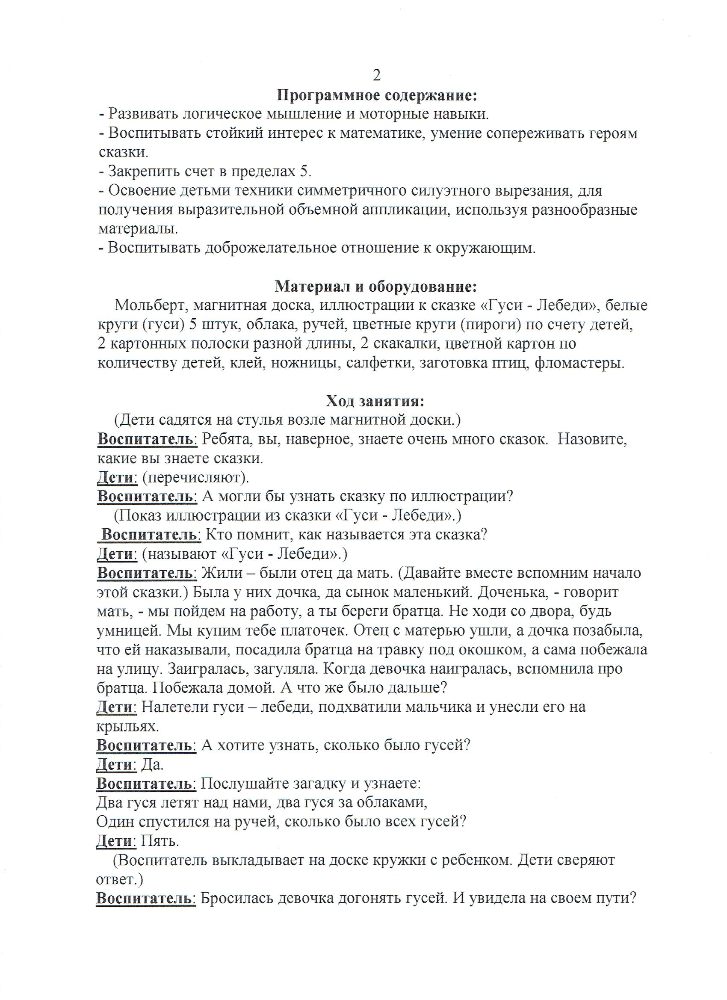 2
Программное содержание:
- Развивать логическое мышление и моторные навыки.
- Воспитывать стойкий интерес к математике, умение сопереживать героям
сказки.
- Закрепить счет в пределах 5.
- Освоение детьми техники симметричного силуэтного вырезания, для
получения выразительной объемной аппликации, используя разнообразные
материалы.
- Воспитывать доброжелательное отношение к окружающим.
Материал и оборудование:
Мольберт, магнитная доска, иллюстрации к сказке «Гуси - Лебеди», белые
круги (гуси) 5 штук, облака, ручей, цветные круги (пироги) по счету детей,
2 картонных полоски разной длины, 2 скакалки, цветной картон по
количеству детей, клей, ножницы, салфетки, заготовка птиц, фломастеры.
Ход занятия:
(Дети садятся на стулья возле магнитной доски.)
Воспитатель: Ребята, вы, наверное, знаете очень много сказок. Назовите,
какие вы знаете сказки.
Дети: (перечисляют).
Воспитатель: А могли бы узнать сказку по иллюстрации?
(Показ иллюстрации из сказки «Гуси - Лебеди».)
Воспитатель: Кто помнит, как называется эта сказка?
Дети: (называют «Гуси - Лебеди».)
Воспитатель: Жили – были отец да мать. (Давайте вместе вспомним начало
этой сказки.) Была у них дочка, да сынок маленький. Доченька, - говорит
мать, - мы пойдем на работу, а ты береги братца. Не ходи со двора, будь
умницей. Мы купим тебе платочек. Отец с матерью ушли, а дочка позабыла,
что ей наказывали, посадила братца на травку под окошком, а сама побежала
на улицу. Заигралась, загуляла. Когда девочка наигралась, вспомнила про
братца. Побежала домой. А что же было дальше?
Дети: Налетели гуси – лебеди, подхватили мальчика и унесли его на
крыльях.
Воспитатель: А хотите узнать, сколько было гусей?
Дети: Да.
Воспитатель: Послушайте загадку и узнаете:
Два гуся летят над нами, два гуся за облаками,
Один спустился на ручей, сколько было всех гусей?
Дети: Пять.
(Воспитатель выкладывает на доске кружки с ребенком. Дети сверяют
ответ.)
Воспитатель: Бросилась девочка догонять гусей. И увидела на своем пути?